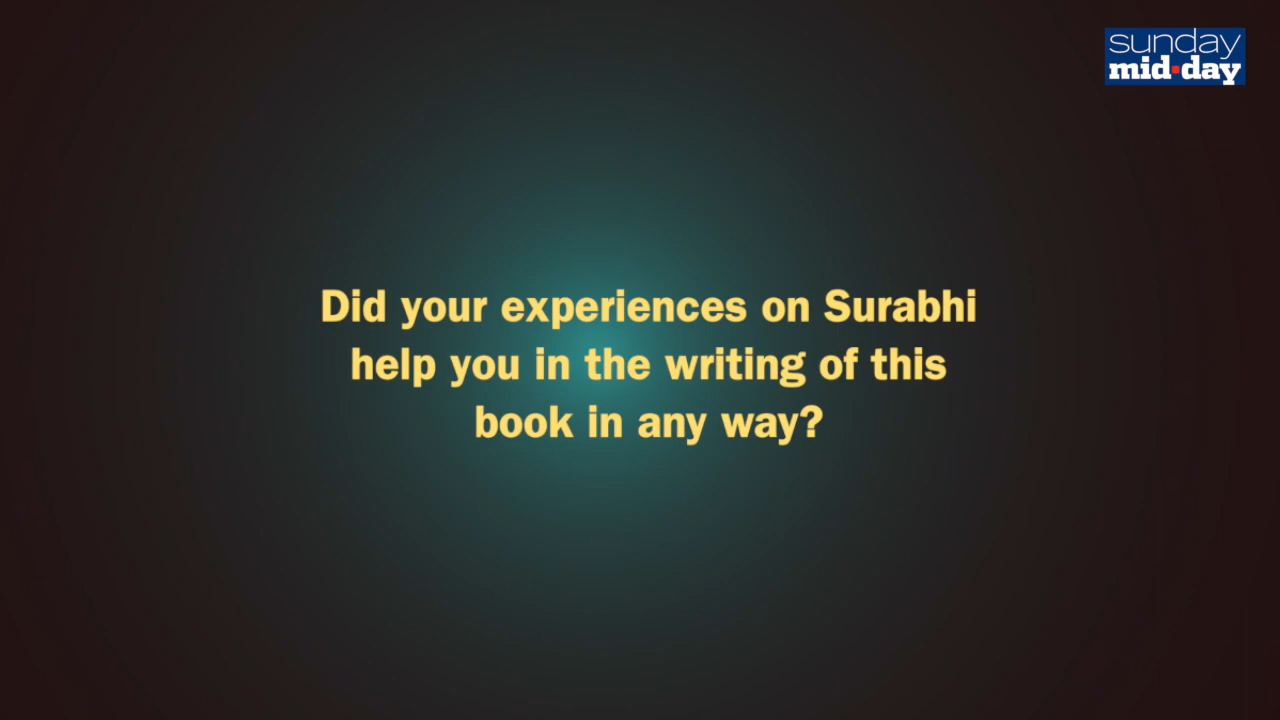 sunday
mid-day
Did your experiences on Surabhi
help you in the writing of this
book in any way?